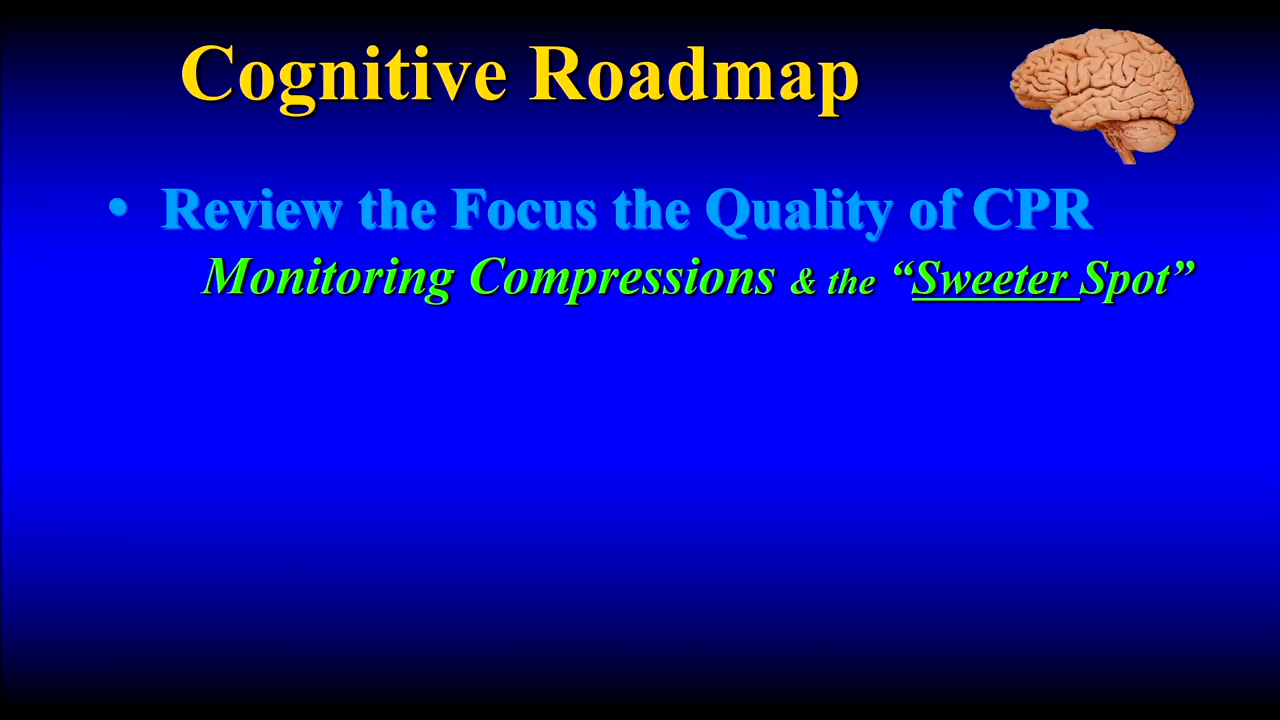 Cognitive Roadmap
• Review the Focus the Quality of CPR
Monitoring Compressions & the “Sweeter Spot”